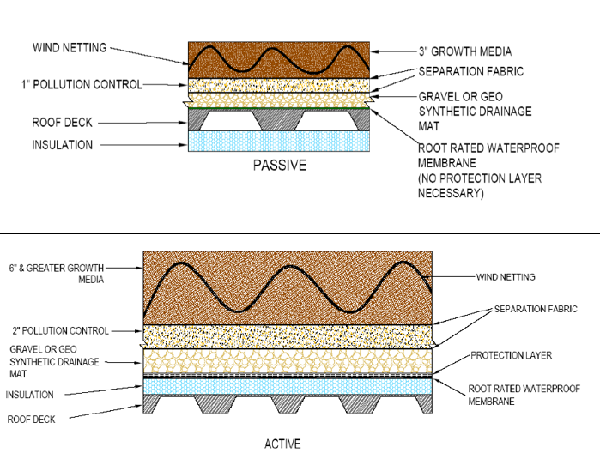 WIND NETTING
3" GROWTH MEDIA
SEPARATION FABRIC
1" POLLUTION CONTROL
GRAVEL OR GEO
SYNTHETIC DRAINAGE
MAT
ROOF DECK
INSULATION
ROOT RATED WATERPROOF
MEMBRANE
(NO PROTECTION LAYER
NECESSARY)
PASSIVE
6" & GREATER GROWTH
MEDIA
WIND NETTING
SEPARATION FABRIC
2" POLLUTION CONTROL
GRAVEL OR GEO
SYNTHETIC DRAINAGE
MAT
PROTECTION LAYER
INSULATION
ROOT RATED WATERPROOF
MEMBRANE
ROOF DECK
ACTIVE